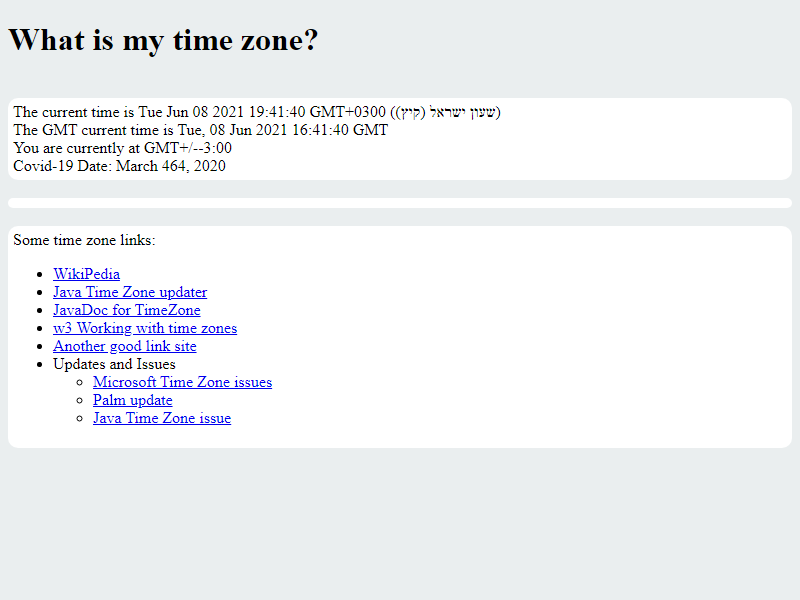 What is my time zone?
The current time is Tue Jun 08 2021 19:41:40 GMT+0300 (שעון ישראל (קיץ))
The GMT current time is Tue, 08 Jun 2021 16:41:40 GMT
You are currently at GMT+/--3:00
Covid-19 Date: March 464, 2020
Some time zone links:
WikiPedia
Java Time Zone updater
JavaDoc for TimeZone
w3 Working with time zones
Another good link site
Updates and Issues
Microsoft Time Zone issues
Palm update
Java Time Zone issue